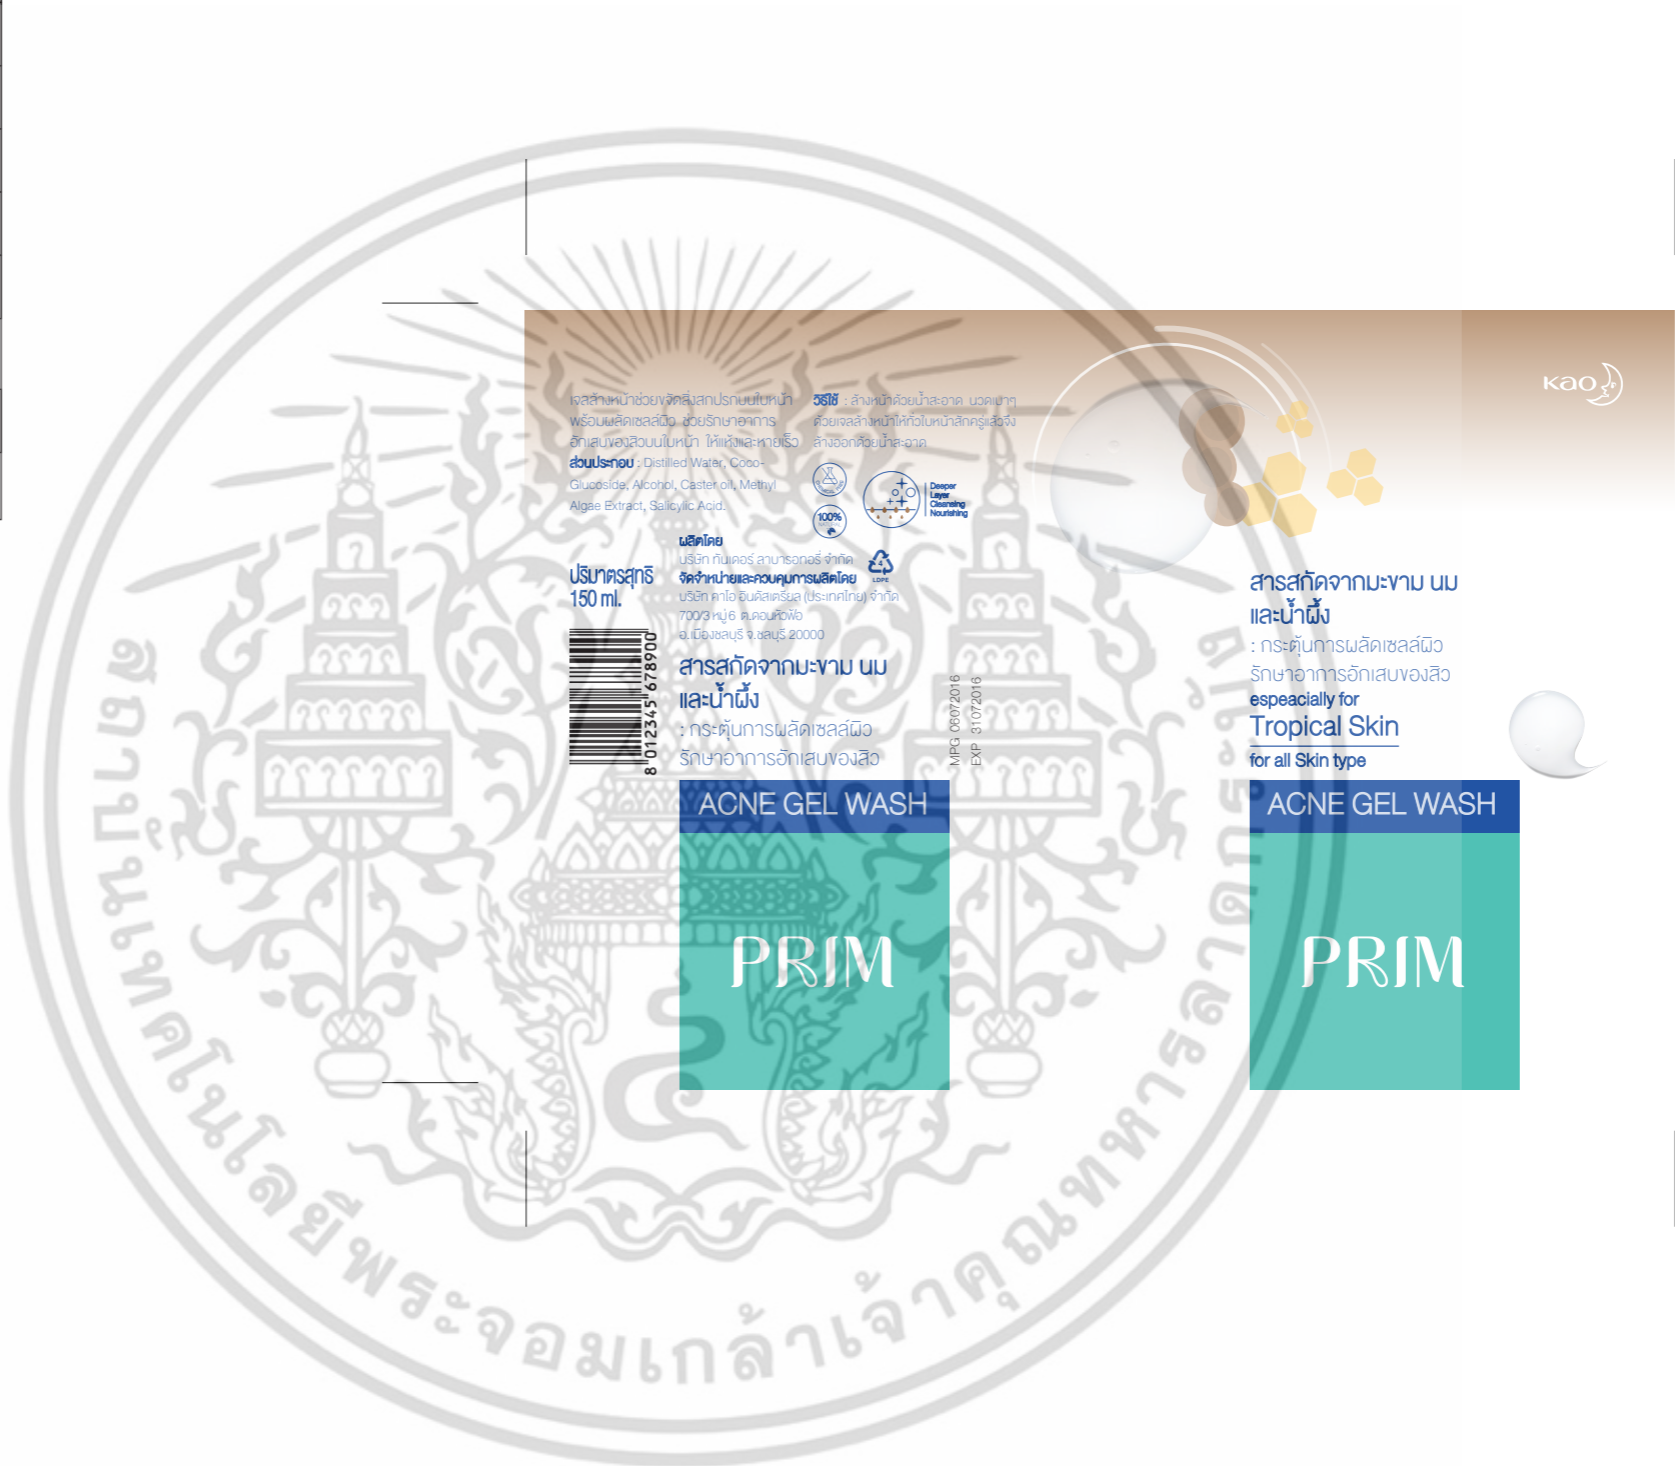 เจลล้างหน้าช่วยขจัดสิ่งสกปรกบนใบหน้า
พร้อมผลัดเซลล์ผิว ช่วยรักษาอาการ
อักเสบของสิวบนใบหน้า ให้แห้งและหายเร็ว
ส่วนประกอบ : Distilled Water, Coco-
Glucoside, Alcohol, Caster oil, Methyl
Algae Extract, Salicylic Acid.
วิธีใช้ : ล้างหน้าด้วยน้ำสะอาด นวดเบาๆ
ด้วยเจลล้างหน้าให้ทั่วใบหน้าสักครู่แล้วจึง
ล้างออกด้วยน้ำสะอาด
100%
Deeper
Layer
Cleansing
Nourishing
ผลิตโดย
บริษัท ทันเดอร์ ลาบารอทอรี่ จำกัด
จัดจำหน่ายและควบคุมการผลิตโดย
บริษัท คาโอ อินดัสเตรียล (ประเทศไทย) จำกัด
700/3 หมู่ 6 ต.ดอนหัวฬ่อ
อ.เมืองชลบุรี จ.ชลบุรี 20000
4
LDPE
ปริมาตรสุทธิ
150 ml.
8 012345 678900
สารสกัดจากมะขาม นม
และน้ำผึ้ง
: กระตุ้นการผลัดเซลล์ผิว
รักษาอาการอักเสบของสิว
MPG 06072016
EXP 31072016
ACNE GEL WASH
PRIM
Kao
สารสกัดจากมะขาม นม
และน้ำผึ้ง
: กระตุ้นการผลัดเซลล์ผิว
รักษาอาการอักเสบของสิว
espeacially for
Tropical Skin
for all Skin type
ACNE GEL WASH
PRIM
สถาบันเทคโนโลยีพระจอมเกล้าเจ้าคุณทหารลาดกระบัง
๕